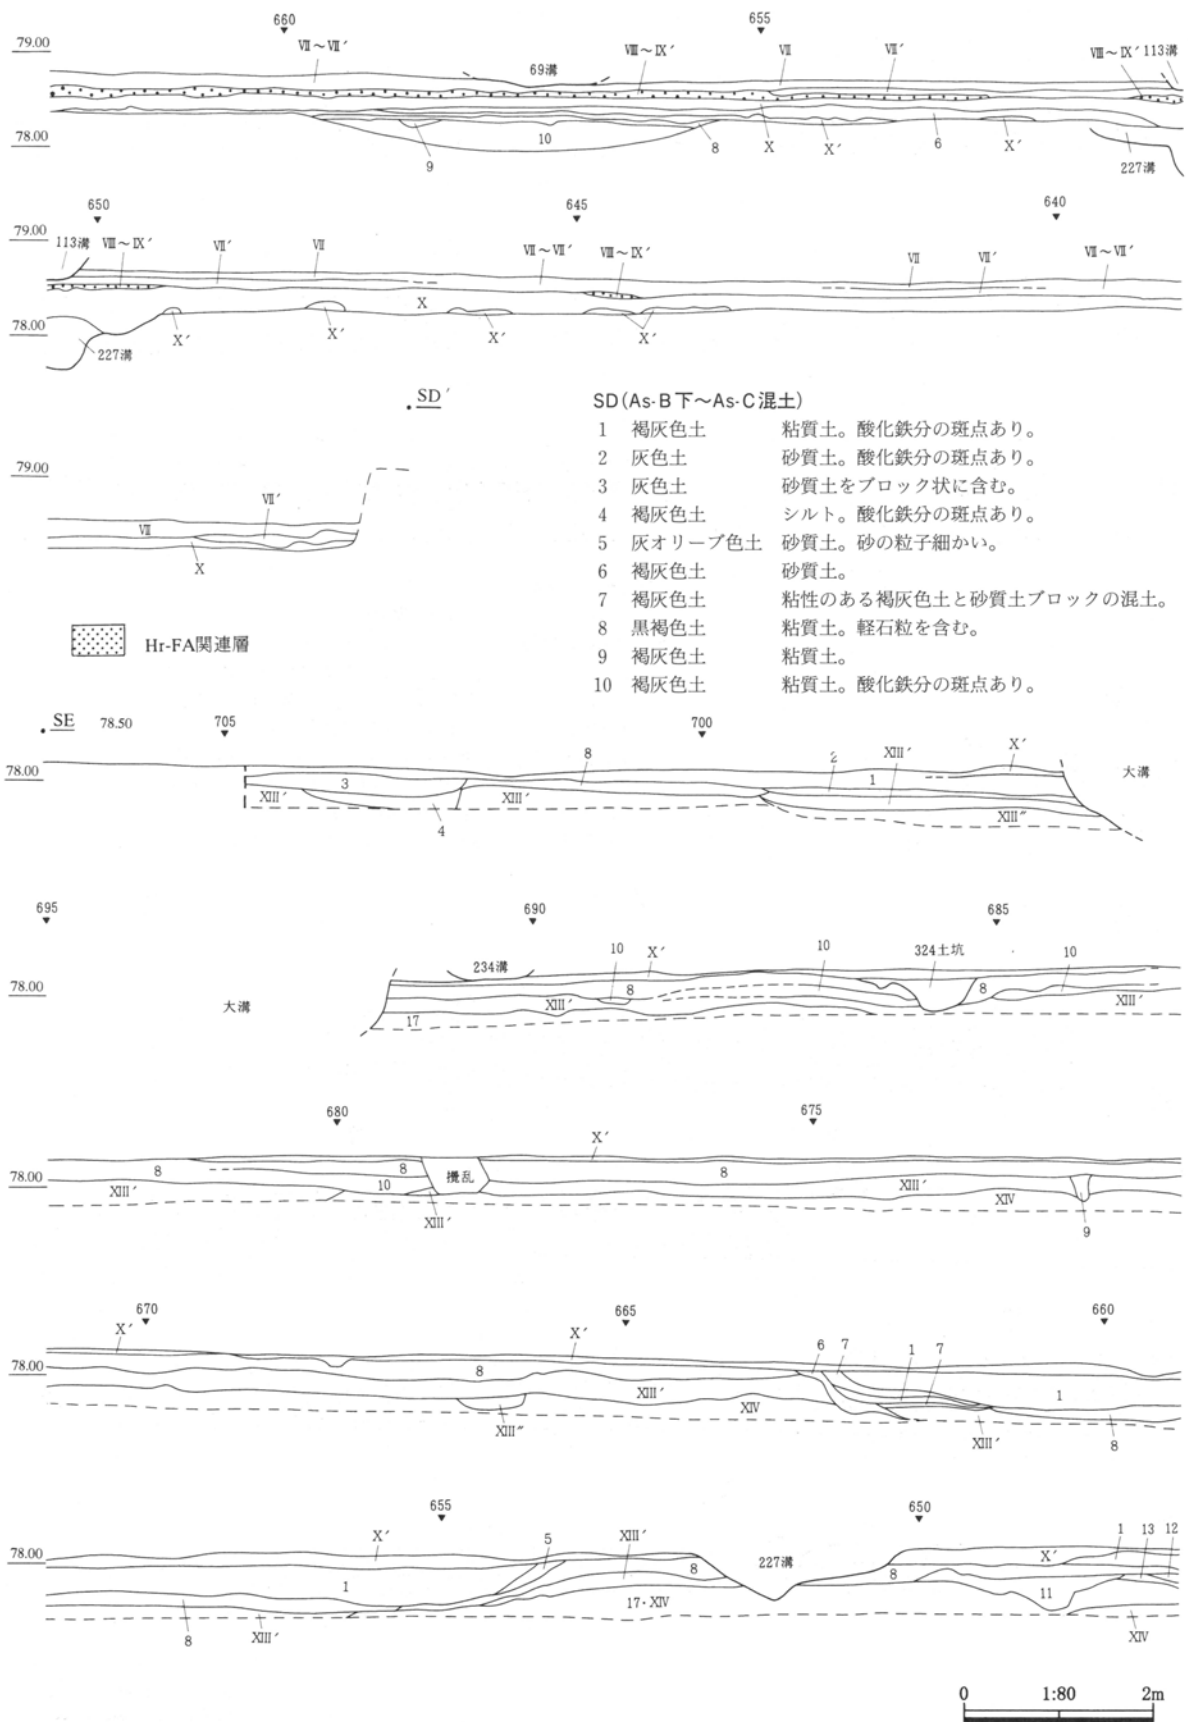 660 655
79.00 Ⅶ～Ⅶ′ 69溝 Ⅷ～Ⅸ′ Ⅶ Ⅶ′ Ⅷ～Ⅸ′ 113溝
78.00 9 10 8 X X′ 6 X′ 227溝
650 645 640
79.00 113溝 Ⅷ～Ⅸ′ Ⅶ′ Ⅶ Ⅶ～Ⅶ′ Ⅷ～Ⅸ′ Ⅶ Ⅶ′ Ⅶ～Ⅶ′
X
78.00 227溝 X′ X′ X′ X′
SD′
79.00
Ⅶ Ⅶ′
X
Hr-FA関連層
SD(As-B下～As-C混土)
1 褐灰色土 粘質土。酸化鉄分の斑点あり。
2 灰色土 砂質土。酸化鉄分の斑点あり。
3 灰色土 砂質土をブロック状に含む。
4 褐灰色土 シルト。酸化鉄分の斑点あり。
5 灰オリーブ色土 砂質土。砂の粒子細かい。
6 褐灰色土 砂質土。
7 褐灰色土 粘性のある褐灰色土と砂質土ブロックの混土。
8 黒褐色土 粘質土。軽石粒を含む。
9 褐灰色土 粘質土。
10 褐灰色土 粘質土。酸化鉄分の斑点あり。
SE 78.50 705 700
78.00 8 2 XIII′ X′ 大溝
3 1
XIII′ 4 XIII′ XIII″
695 690 685
234溝 10 X′ 10 324土坑 10
78.00 大溝 8 8
17 XIII′ XIII′
680 675
X′
78.00 8 8 攪乱 8
XIII′ 10 XIII′ XIII′ XIV 9
670 665 660
X′ X′ 6 7 1 7
78.00 8 1
XIII′ XIV
XIII″ XIII′ 8
655 650
X′ 5 XIII′ 1 13 12
78.00 8 227溝 8 X′
1 17・XIV 11
8 XIII′ XIV
0 1:80 2m